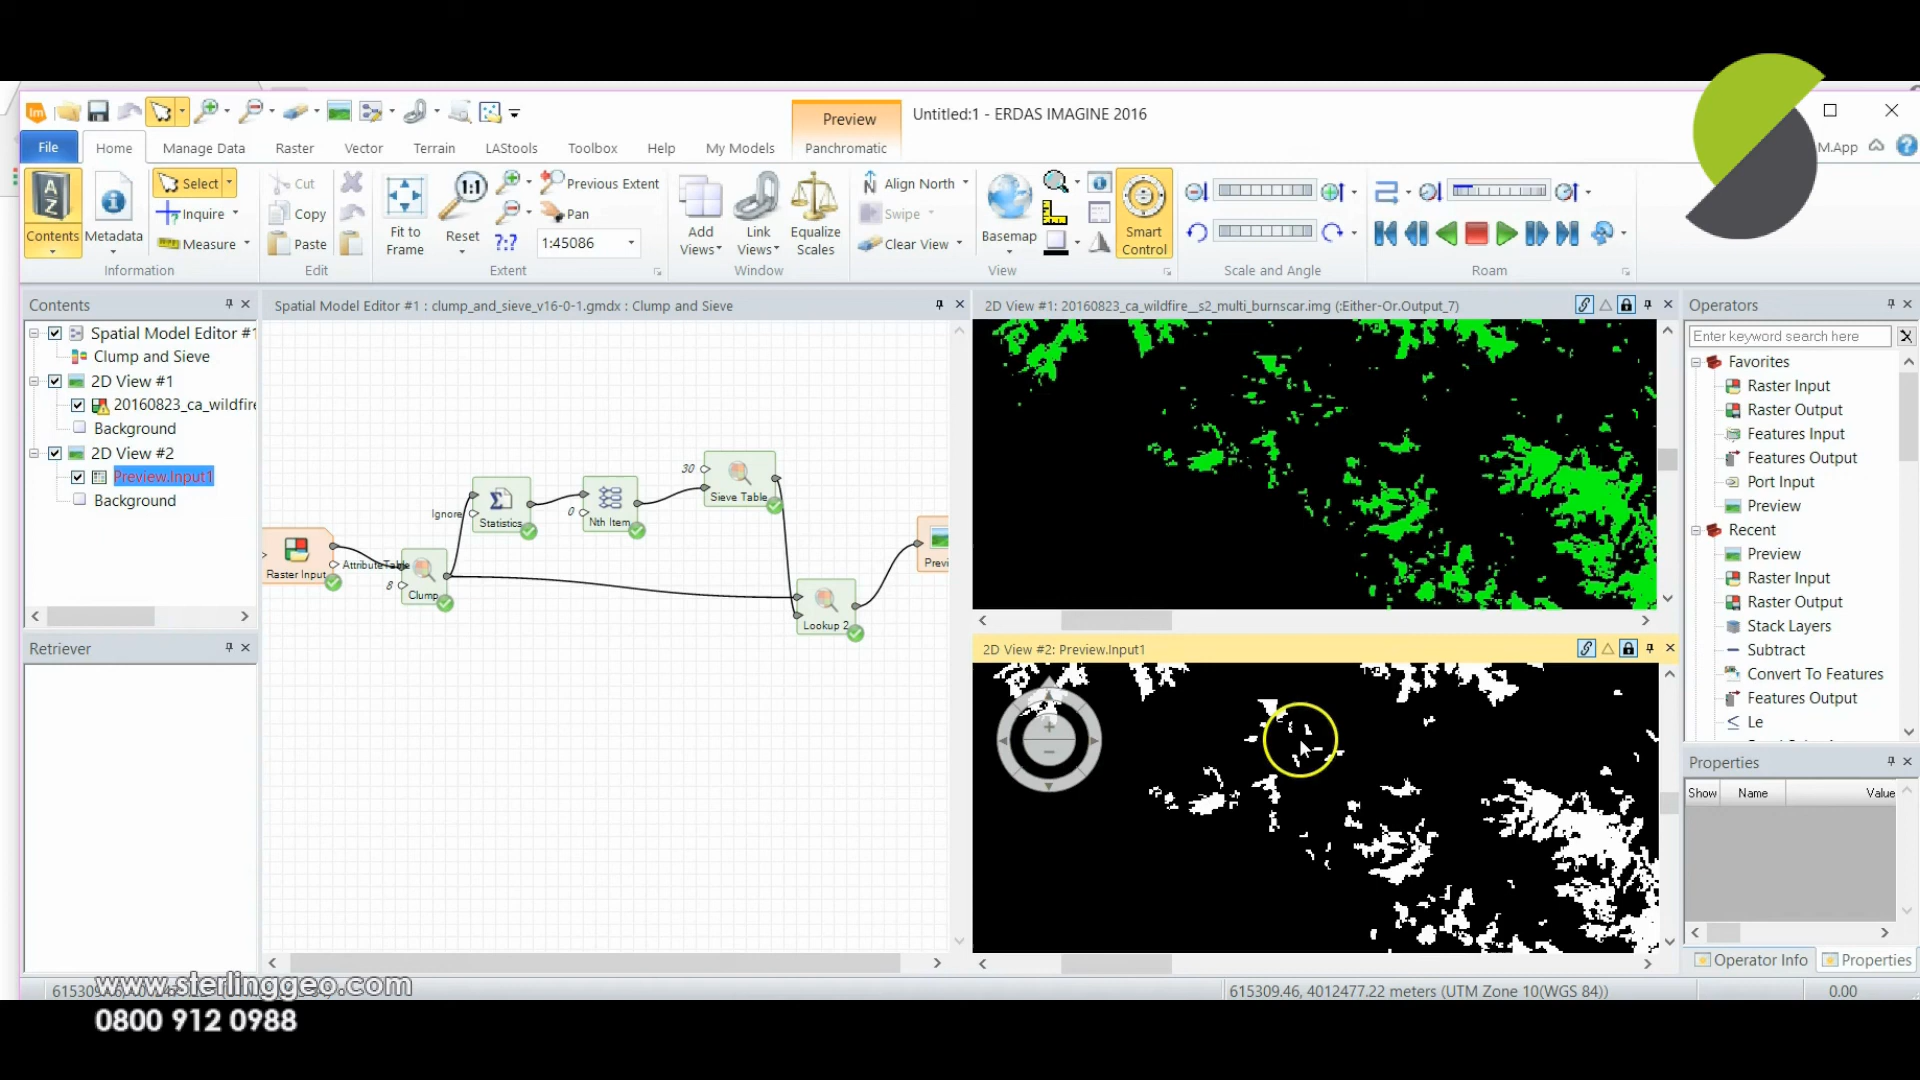 Preview
Untitled:1 - ERDAS IMAGINE 2016
File
Home
Manage Data
Raster
Vector
Terrain
LAStools
Toolbox
Help
My Models
Panchromatic
M.App
Contents
Metadata
Select
Inquire
Measure
Information
Cut
Copy
Paste
Edit
Fit to Frame
1:1
Reset
Previous Extent
Pan
?:?
1:45086
Extent
Add Views
Link Views
Equalize Scales
Window
Align North
Swipe
Clear View
Basemap
View
Smart Control
Scale and Angle
Roam
Contents
Spatial Model Editor #1
Clump and Sieve
2D View #1
20160823_ca_wildfire
Background
2D View #2
Preview.Input1
Background
Retriever
Spatial Model Editor #1 : clump_and_sieve_v16-0-1.gmdx : Clump and Sieve
Raster Input
AttributeTable
8
Clump
Ignore
Statistics
0
Nth Item
30
Sieve Table
Lookup 2
Previ
2D View #1: 20160823_ca_wildfire__s2_multi_burnscar.img (:Either-Or.Output_7)
2D View #2: Preview.Input1
Operators
Enter keyword search here
Favorites
Raster Input
Raster Output
Features Input
Features Output
Port Input
Preview
Recent
Preview
Raster Input
Raster Output
Stack Layers
Subtract
Convert To Features
Features Output
Le
Properties
Show
Name
Value
Operator Info
Properties
www.sterlinggeo.com
0800 912 0988
615309.46, 4012477.22 meters (UTM Zone 10(WGS 84))
0.00